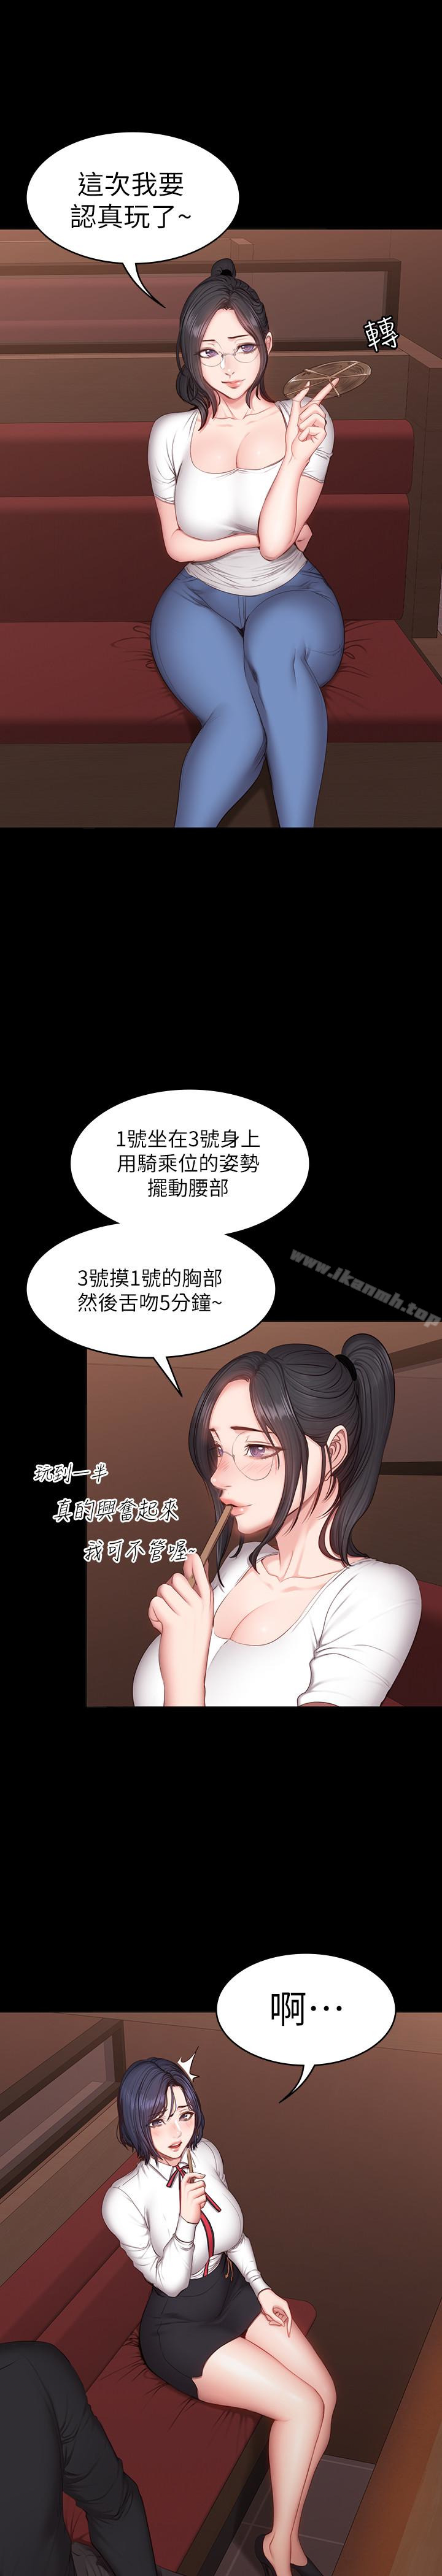 這次我要
認真玩了~
轉
1號坐在3號身上
用騎乘位的姿勢
擺動腰部
3號摸1號的胸部
然後舌吻5分鐘~
www.ikanmh.top
玩到一半
真的興奮起來
我可不管喔~
啊…